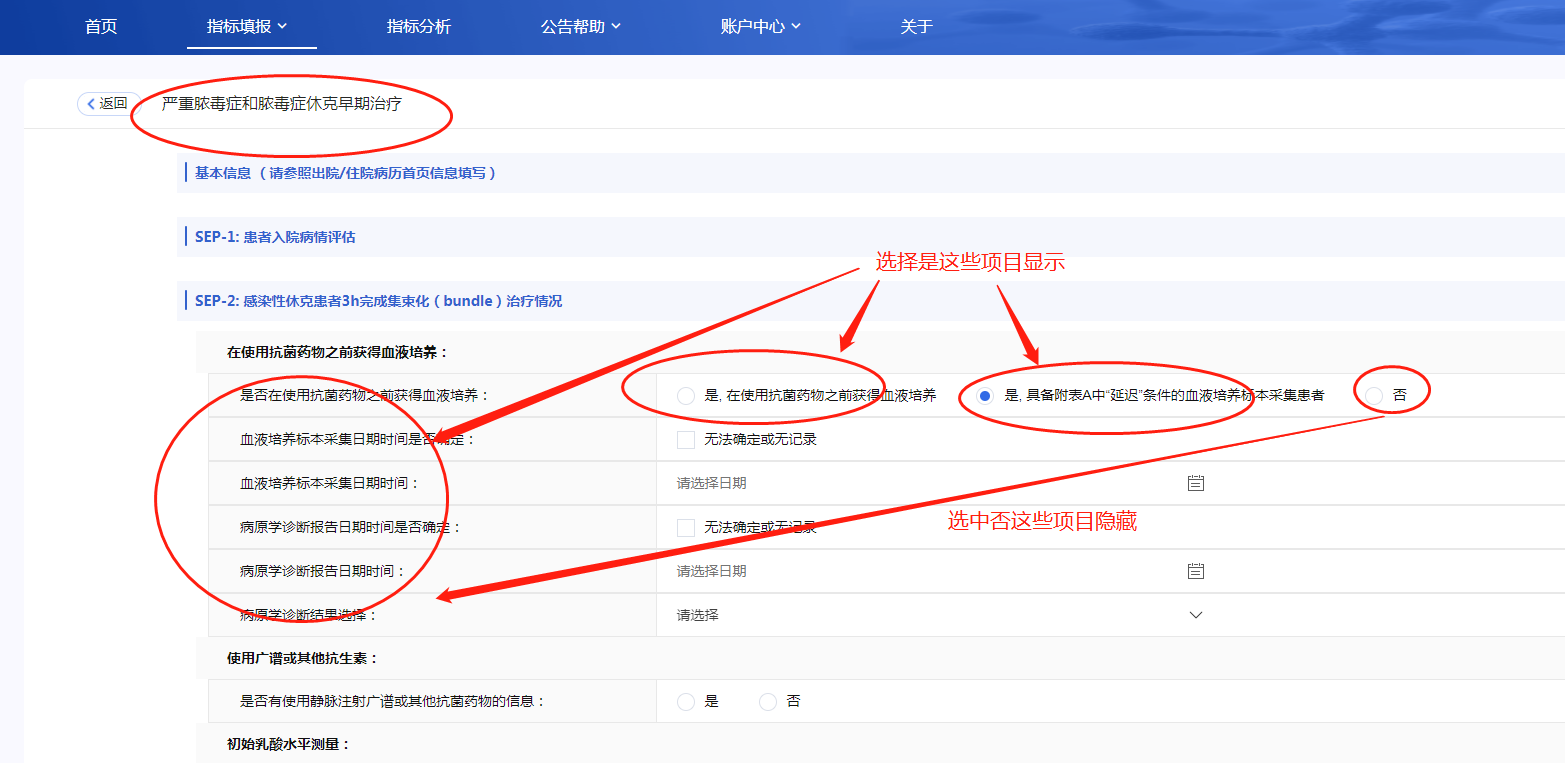 首页 指标填报 指标分析 公告帮助 账户中心 关于
返回 严重脓毒症和脓毒症休克早期治疗
基本信息 （ 请参照出院/住院病历首页信息填写 ）
SEP-1: 患者入院病情评估
选择是这些项目显示
SEP-2: 感染性休克患者3h完成集束化（ bundle ）治疗情况
在使用抗菌药物之前获得血液培养：
是否在使用抗菌药物之前获得血液培养： 是, 在使用抗菌药物之前获得血液培养 是, 具备附表A中“延迟”条件的血液培养标本采集患者 否
血液培养标本采集日期时间是否确定： 无法确定或无记录
血液培养标本采集日期时间： 请选择日期
选中否这些项目隐藏
病原学诊断报告日期时间是否确定： 无法确定或无记录
病原学诊断报告日期时间： 请选择日期
病原学诊断结果选择： 请选择
使用广谱或其他抗生素：
是否有使用静脉注射广谱或其他抗菌药物的信息： 是 否
初始乳酸水平测量：